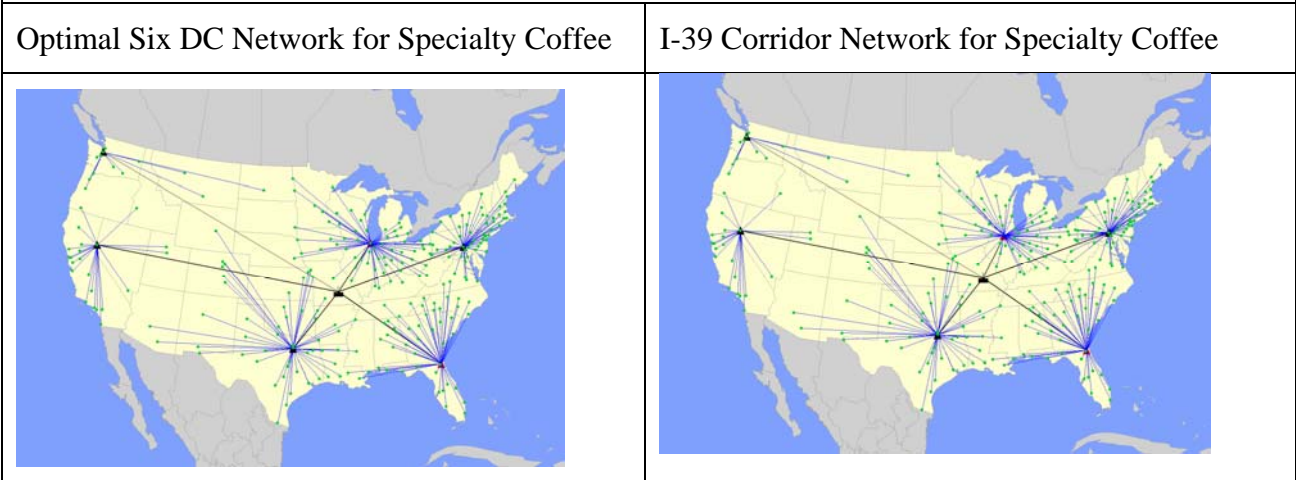 Optimal Six DC Network for Specialty Coffee
I-39 Corridor Network for Specialty Coffee